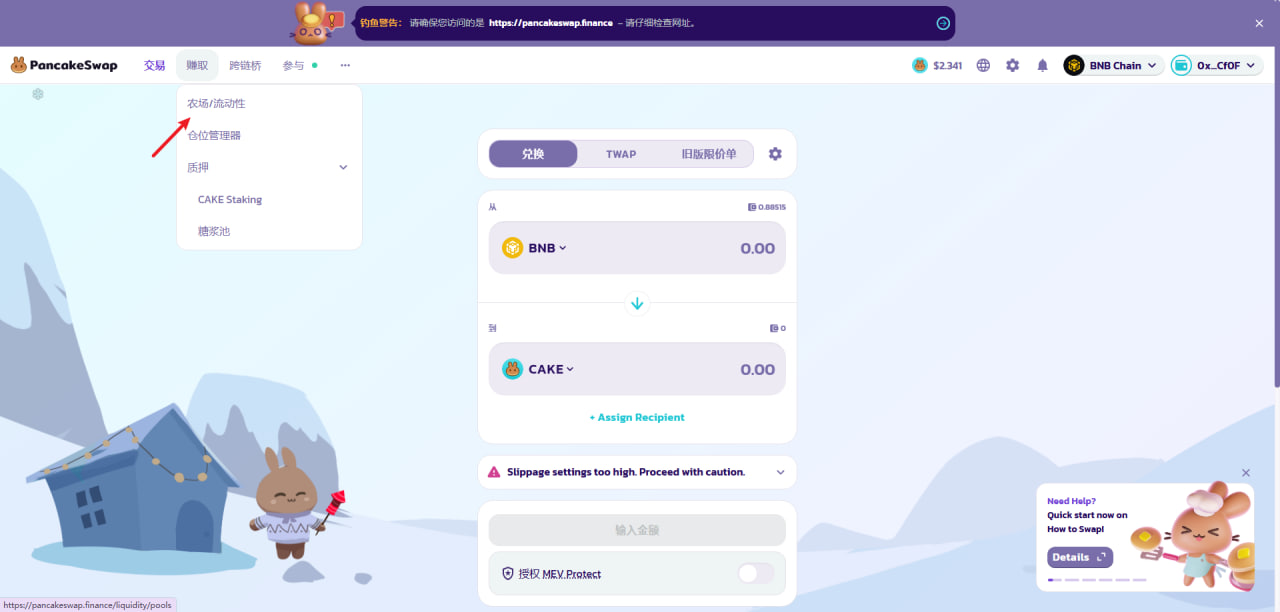 钓鱼警告： 请确保您访问的是 https://pancakeswap.finance – 请仔细检查网址。
PancakeSwap 交易 赚取 跨链桥 参与 ··· $2.341 BNB Chain 0x_Cf0F
农场/流动性
仓位管理器
质押
CAKE Staking
糖浆池
兑换 TWAP 旧版限价单
从 0.88515
BNB 0.00
到 0
CAKE 0.00
+ Assign Recipient
Slippage settings too high. Proceed with caution.
输入金额
授权 MEV Protect
Need Help?
Quick start now on
How to Swap!
Details
https://pancakeswap.finance/liquidity/pools